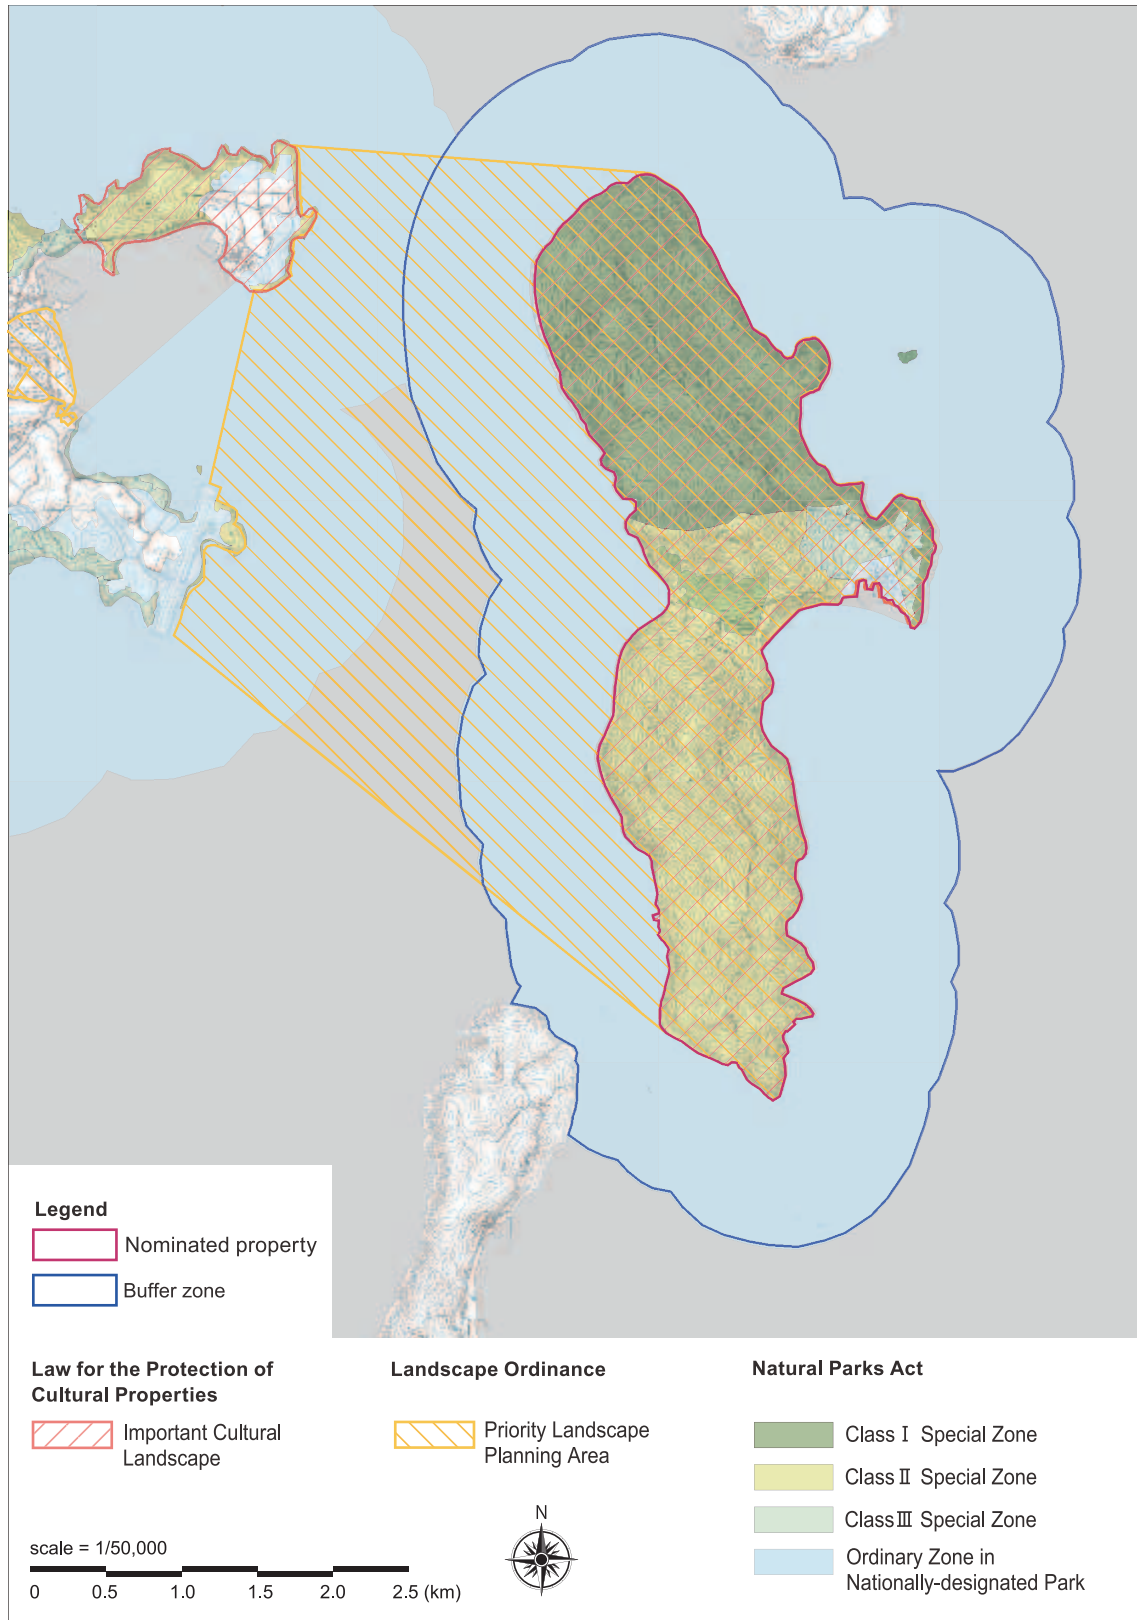 Legend
Nominated property
Buffer zone
Law for the Protection of
Cultural Properties
Important Cultural
Landscape
Landscape Ordinance
Priority Landscape
Planning Area
Natural Parks Act
Class Ⅰ Special Zone
Class Ⅱ Special Zone
Class Ⅲ Special Zone
Ordinary Zone in
Nationally-designated Park
scale = 1/50,000
0 0.5 1.0 1.5 2.0 2.5 (km)
N